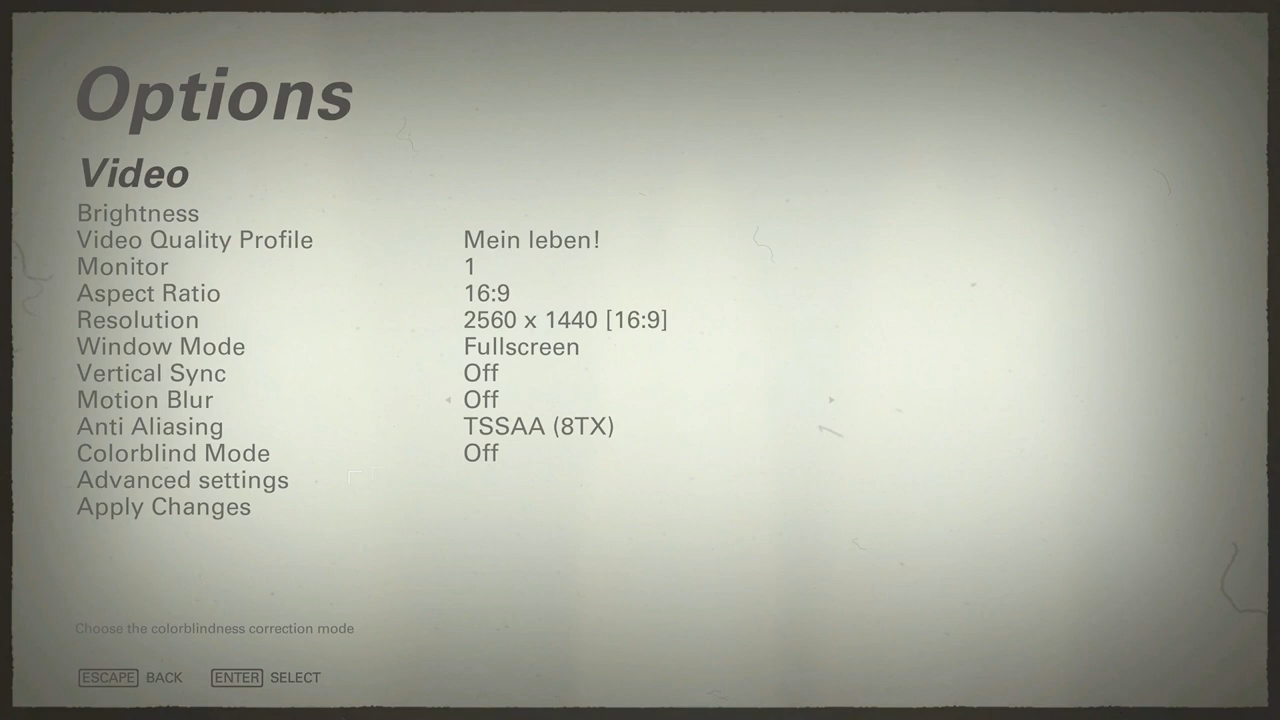 Options
Video
Brightness
Video Quality Profile Mein leben!
Monitor 1
Aspect Ratio 16:9
Resolution 2560 x 1440 [16:9]
Window Mode Fullscreen
Vertical Sync Off
Motion Blur Off
Anti Aliasing TSSAA (8TX)
Colorblind Mode Off
Advanced settings
Apply Changes
Choose the colorblindness correction mode
ESCAPE BACK ENTER SELECT